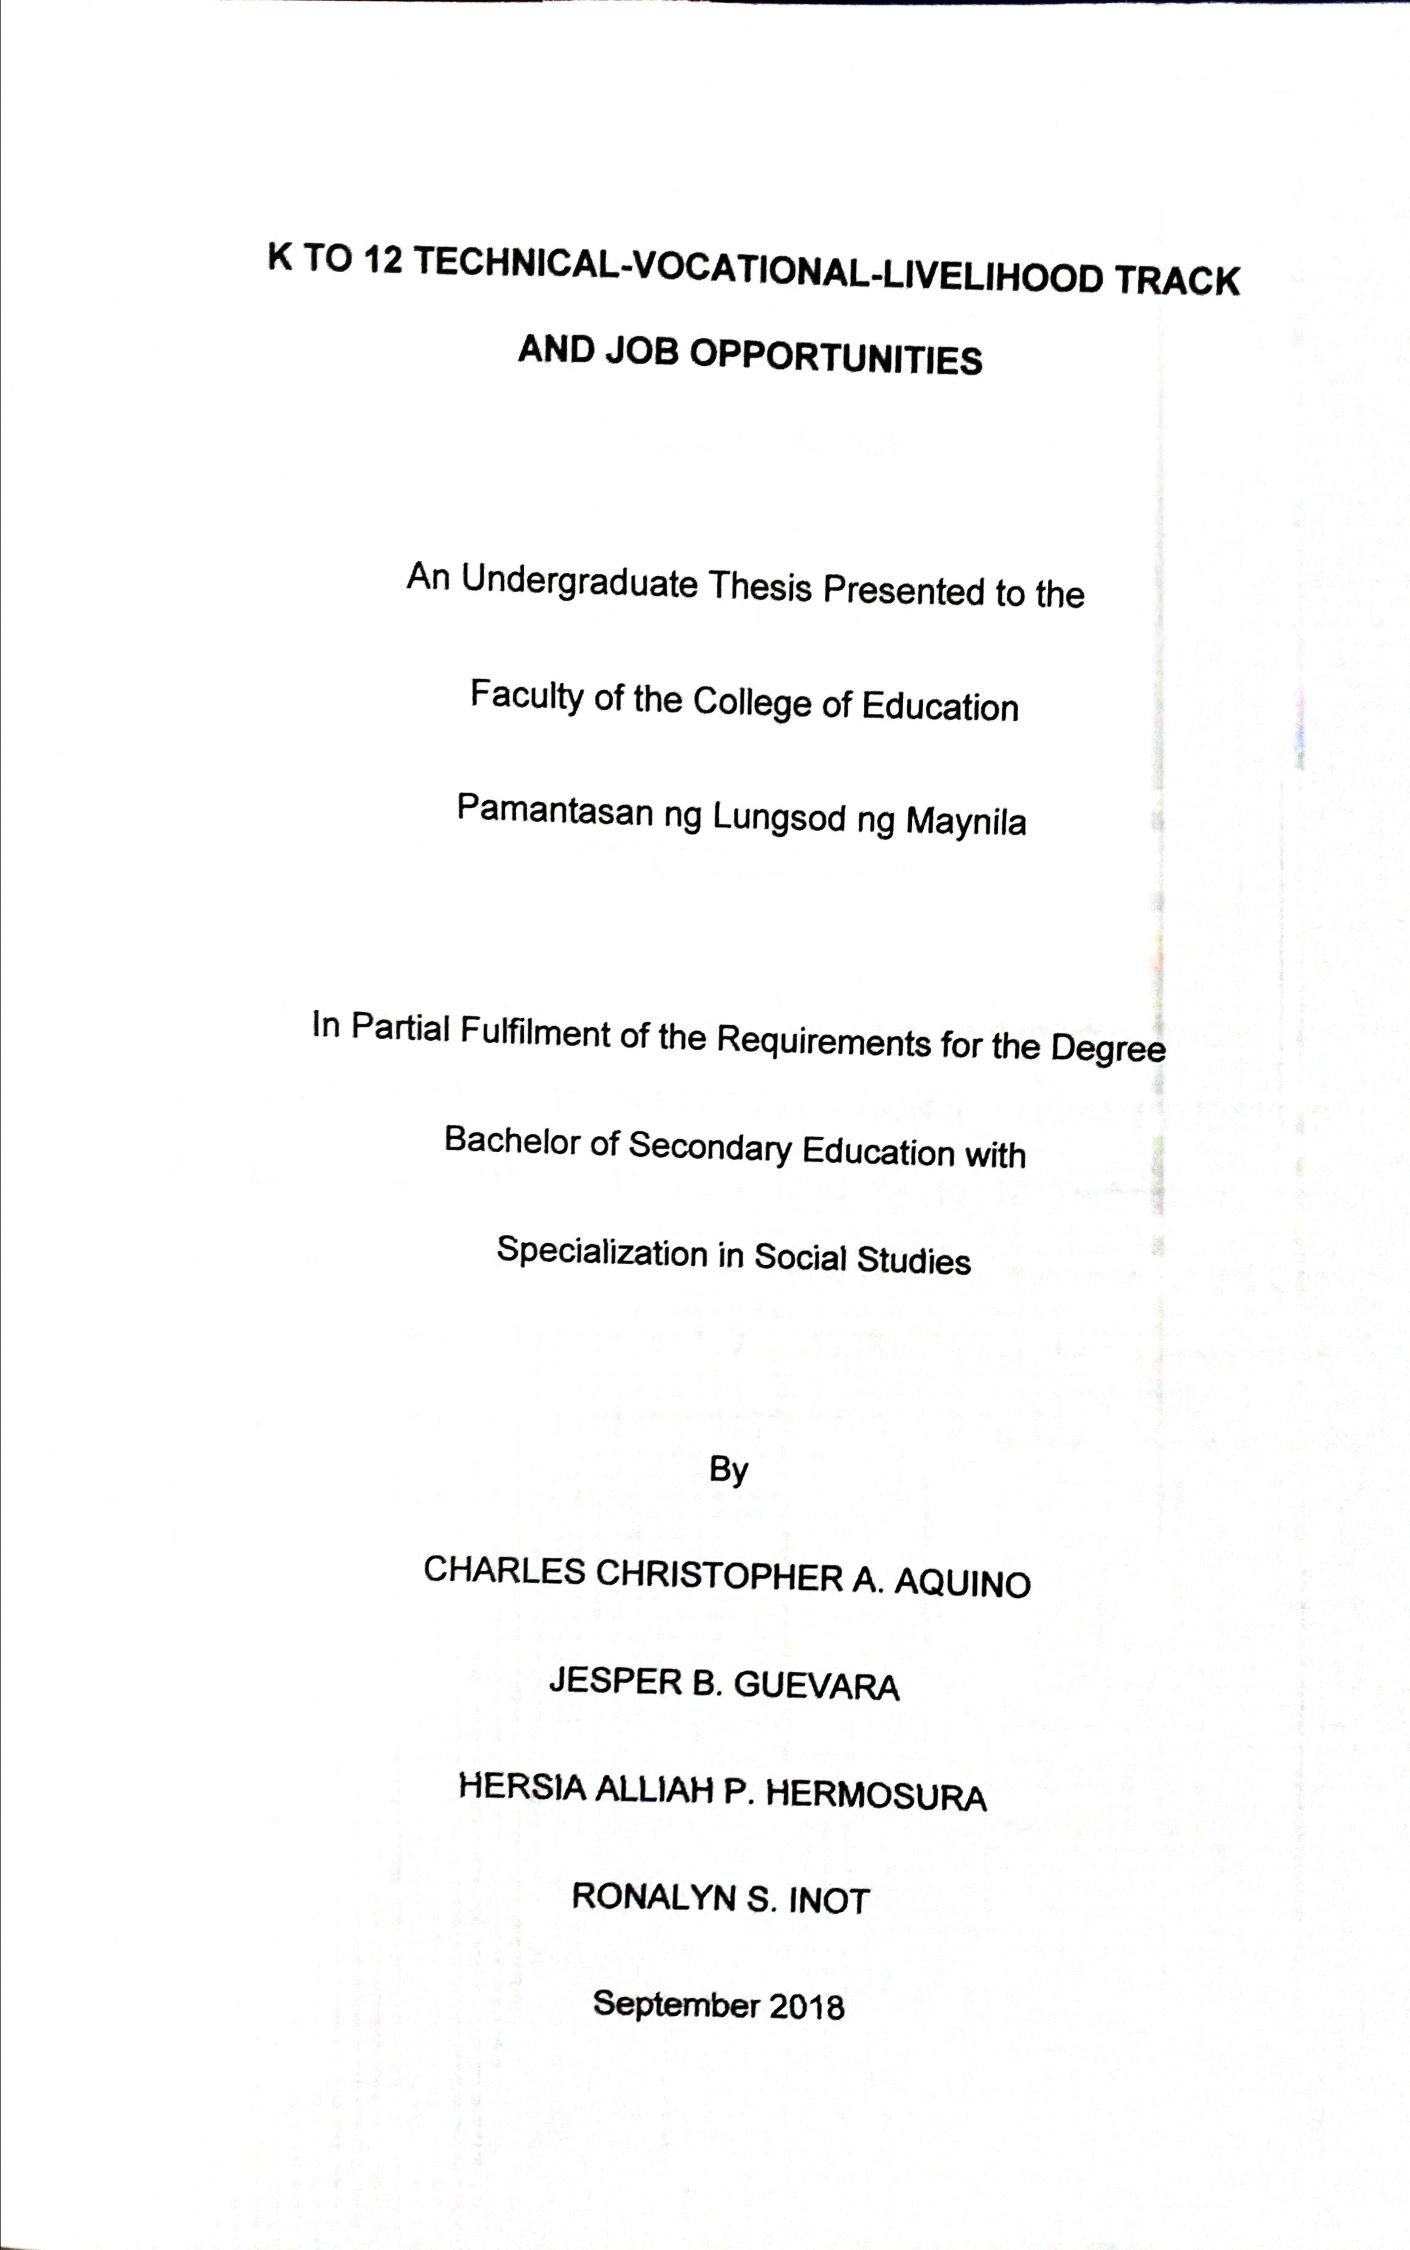 K TO 12 TECHNICAL-VOCATIONAL-LIVELIHOOD TRACK
AND JOB OPPORTUNITIES
An Undergraduate Thesis Presented to the
Faculty of the College of Education
Pamantasan ng Lungsod ng Maynila
In Partial Fulfilment of the Requirements for the Degree
Bachelor of Secondary Education with
Specialization in Social Studies
By
CHARLES CHRISTOPHER A. AQUINO
JESPER B. GUEVARA
HERSIA ALLIAH P. HERMOSURA
RONALYN S. INOT
September 2018